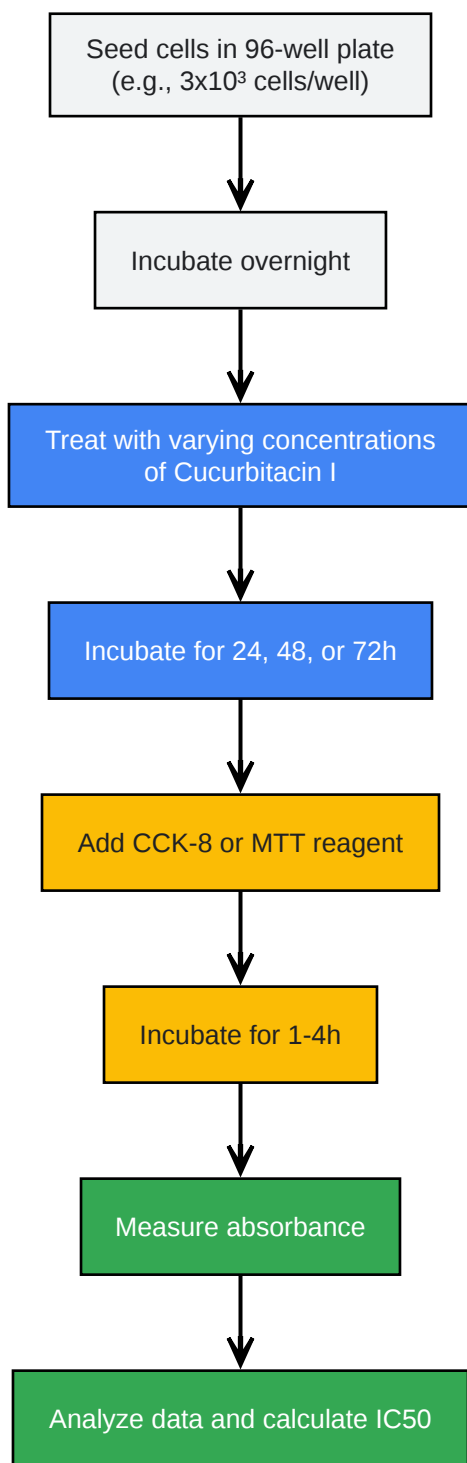 Seed cells in 96-well plate
(e.g., 3x10³ cells/well)
Incubate overnight
Treat with varying concentrations
of Cucurbitacin I
Incubate for 24, 48, or 72h
Add CCK-8 or MTT reagent
Incubate for 1-4h
Measure absorbance
Analyze data and calculate IC50